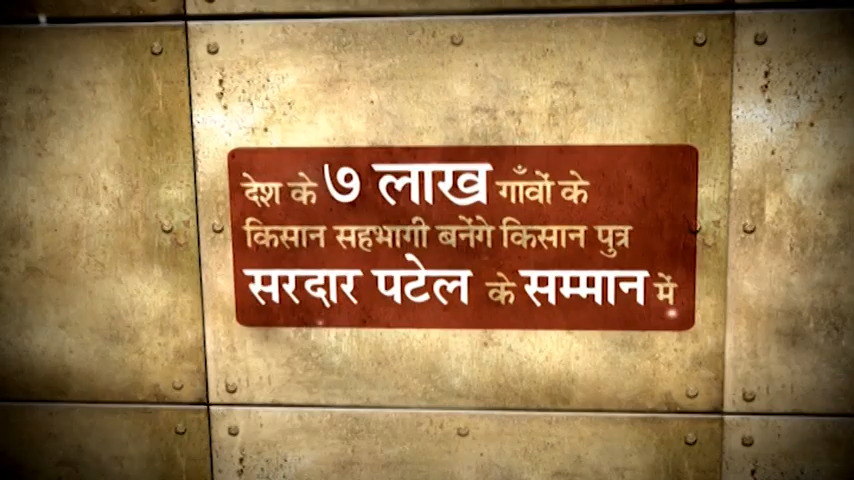 देश के ७ लाख गाँवों के
किसान सहभागी बनेंगे किसान पुत्र
सरदार पटेल के सम्मान में